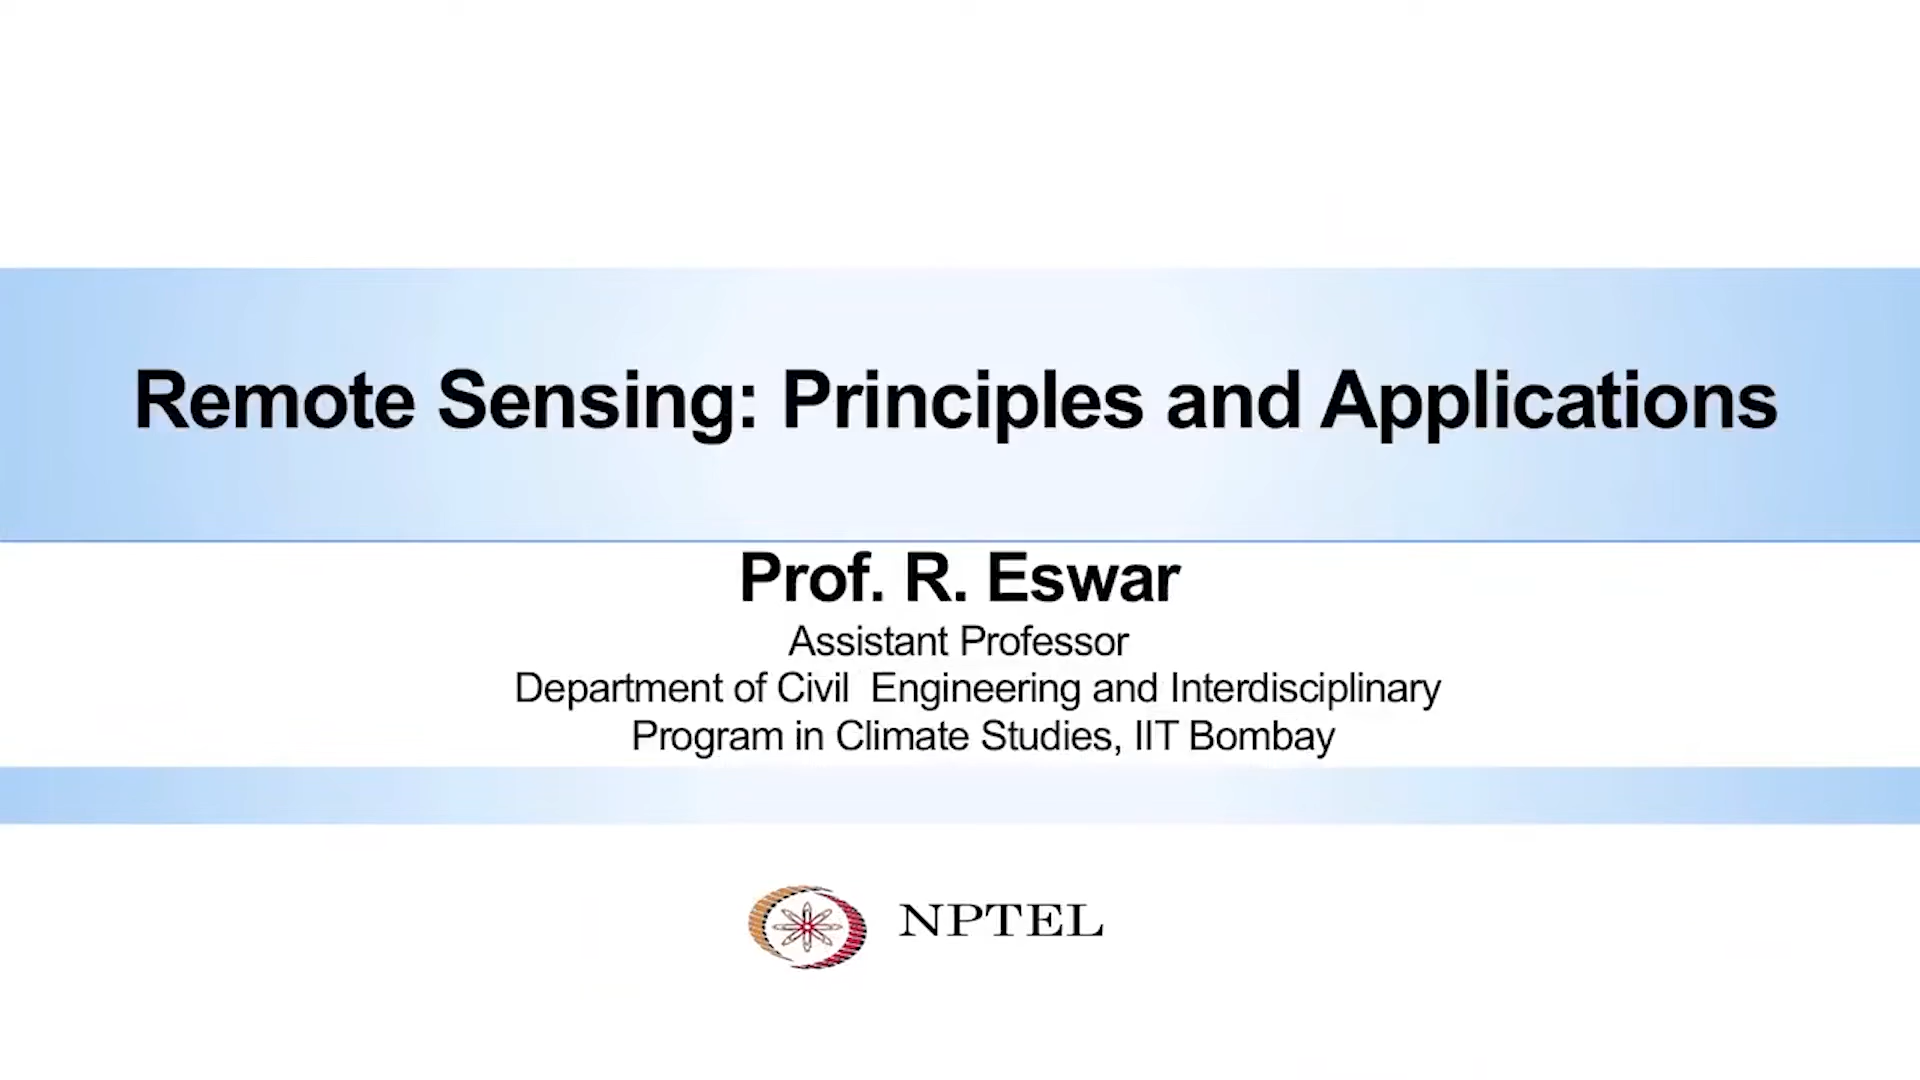 Remote Sensing: Principles and Applications
Prof. R. Eswar
Assistant Professor
Department of Civil Engineering and Interdisciplinary
Program in Climate Studies, IIT Bombay
NPTEL